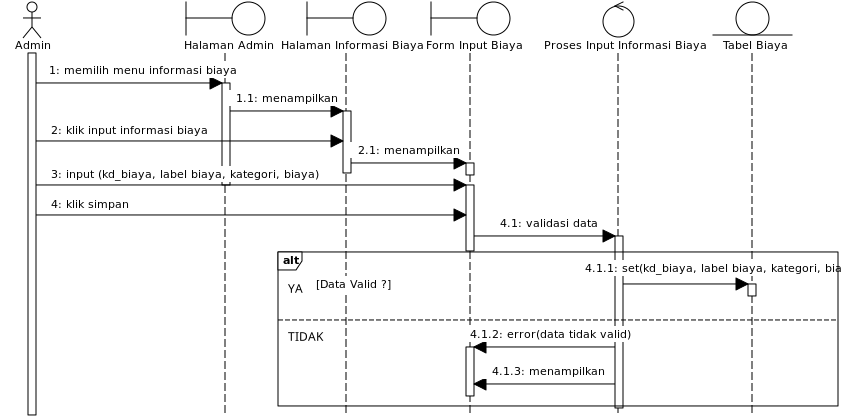 Admin
Halaman Admin
Halaman Informasi Biaya
Form Input Biaya
Proses Input Informasi Biaya
Tabel Biaya
1: memilih menu informasi biaya
1.1: menampilkan
2: klik input informasi biaya
2.1: menampilkan
3: input (kd_biaya, label biaya, kategori, biaya)
4: klik simpan
4.1: validasi data
alt
4.1.1: set(kd_biaya, label biaya, kategori, bia
YA
[Data Valid ?]
TIDAK
4.1.2: error(data tidak valid)
4.1.3: menampilkan